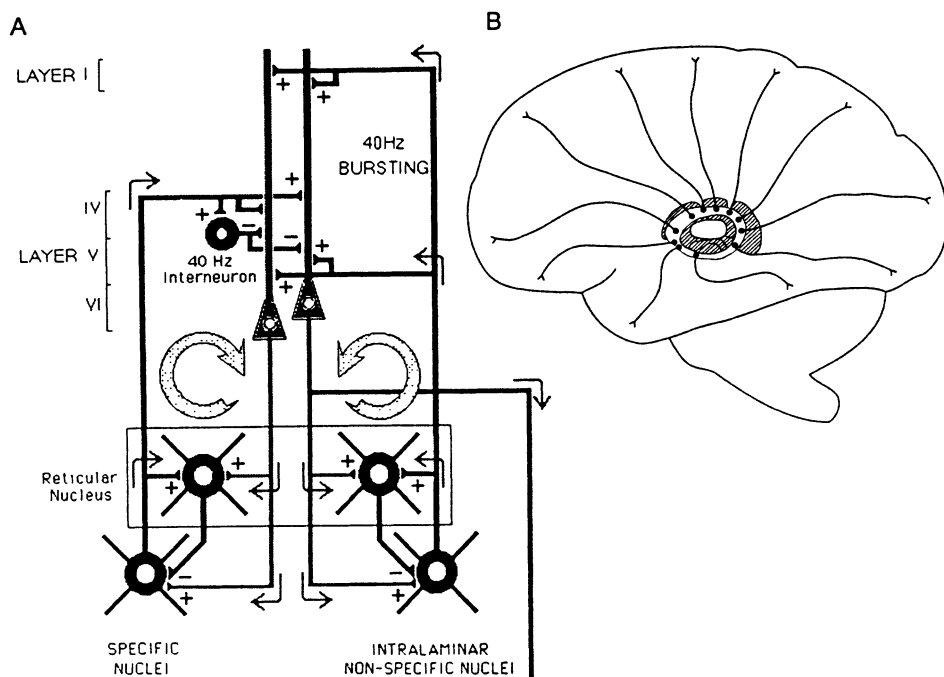 A
B
LAYER I
+
+
40Hz
BURSTING
IV
+
+
-
-
LAYER V
40 Hz
Interneuron
+
+
VI
Reticular
Nucleus
+
+
+
+
-
+
-
+
SPECIFIC
NUCLEI
INTRALAMINAR
NON-SPECIFIC NUCLEI